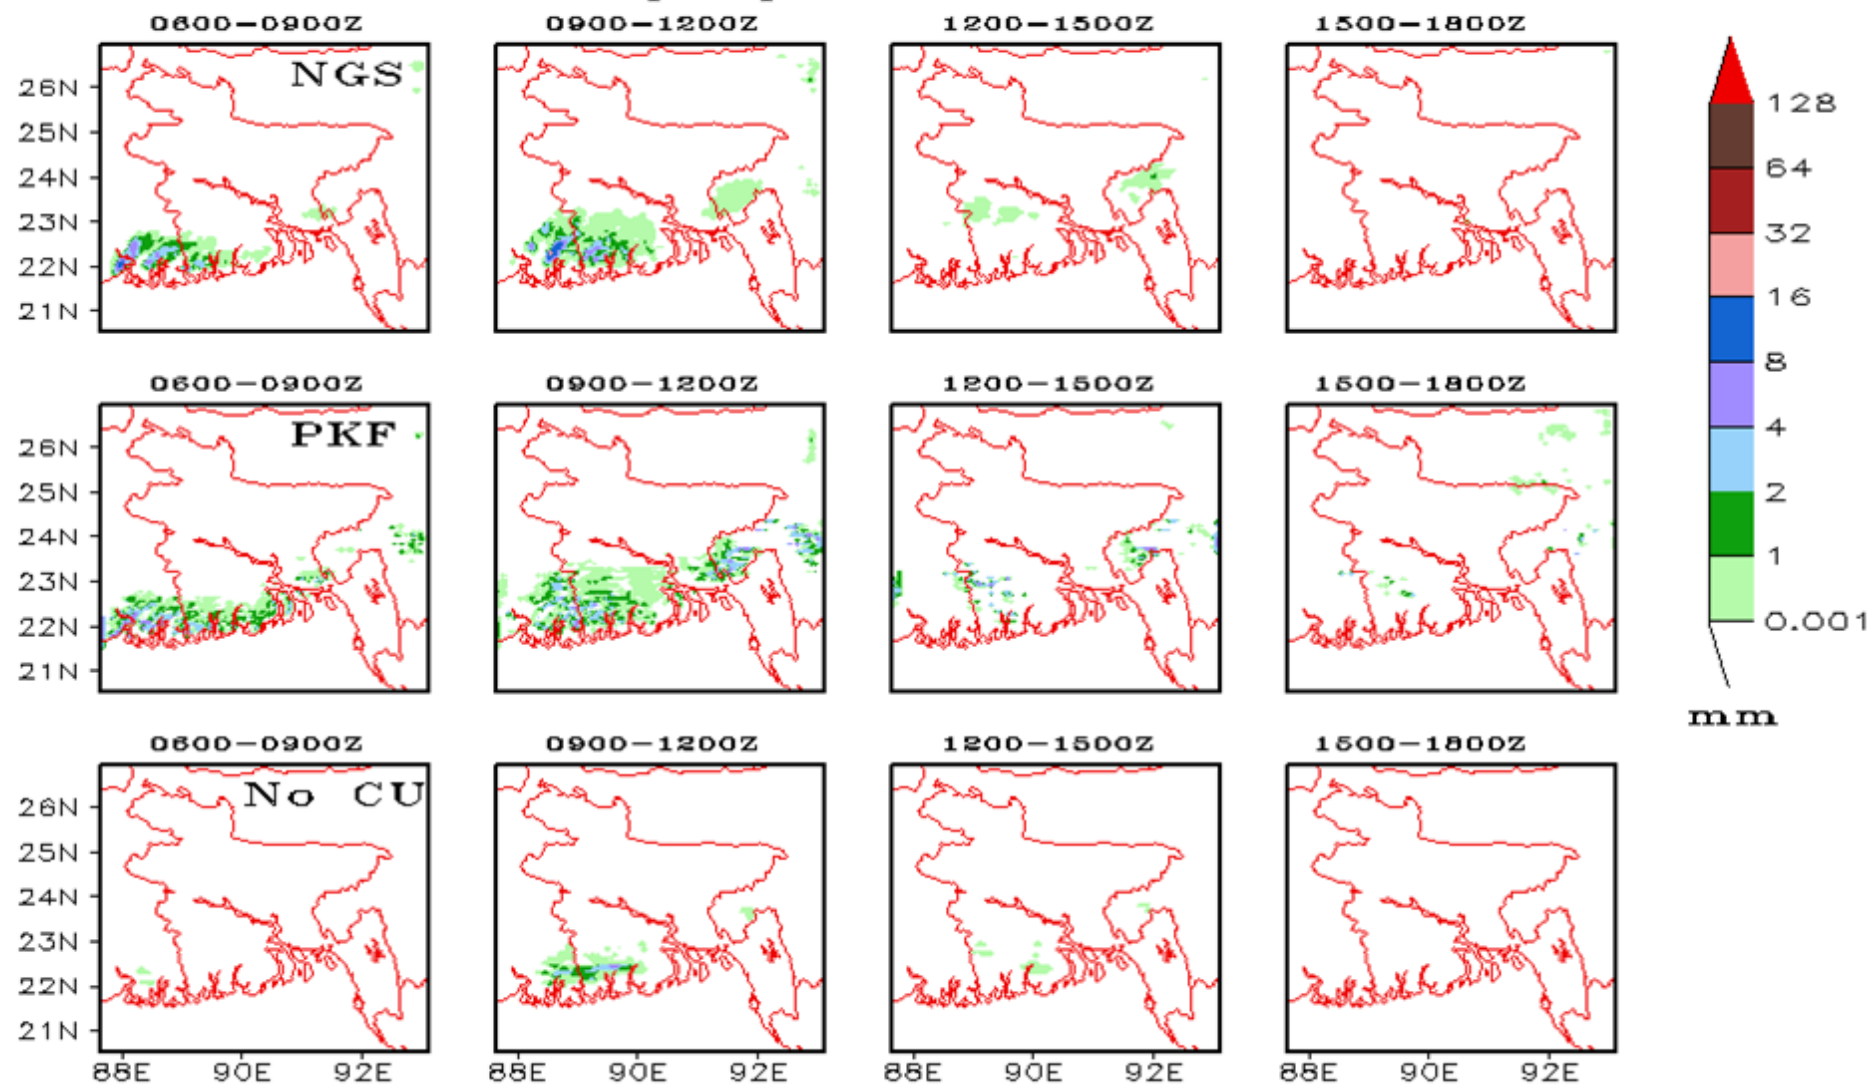 0600-0900Z 0900-1200Z 1200-1500Z 1500-1800Z
NGS
26N
25N
24N
23N
22N
21N
128
64
32
16
8
4
2
1
0.001
mm
0600-0900Z 0900-1200Z 1200-1500Z 1500-1800Z
PKF
26N
25N
24N
23N
22N
21N
0600-0900Z 0900-1200Z 1200-1500Z 1500-1800Z
No CU
26N
25N
24N
23N
22N
21N
88E 90E 92E 88E 90E 92E 88E 90E 92E 88E 90E 92E